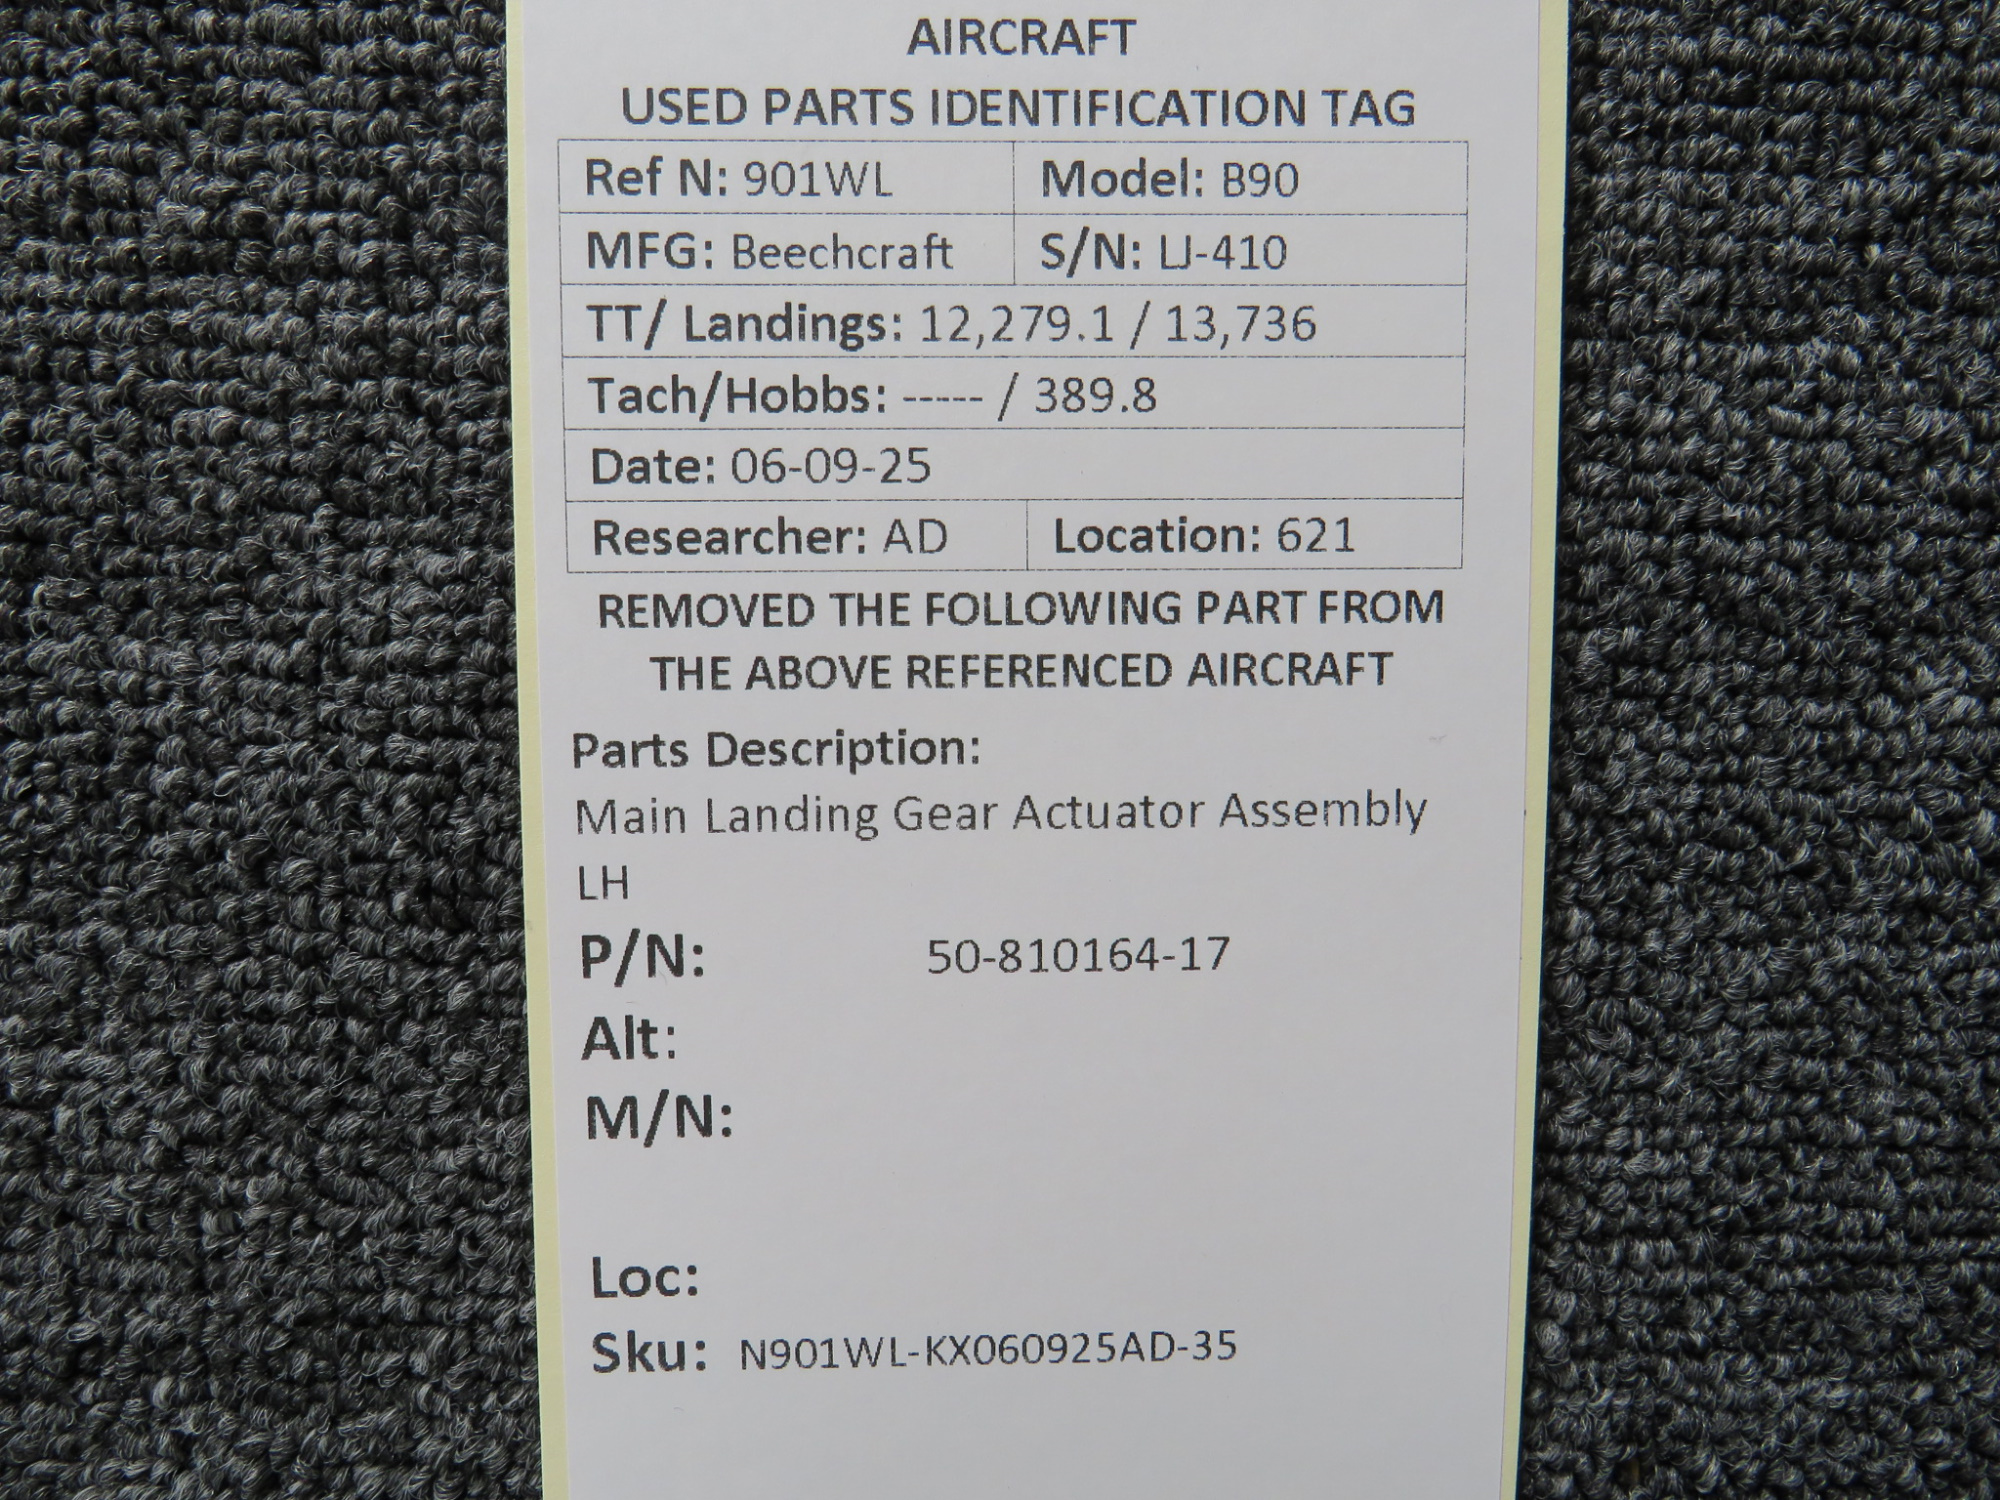 AIRCRAFT
USED PARTS IDENTIFICATION TAG
Ref N: 901WL Model: B90
MFG: Beechcraft S/N: LJ-410
TT/ Landings: 12,279.1 / 13,736
Tach/Hobbs: ----- / 389.8
Date: 06-09-25
Researcher: AD Location: 621
REMOVED THE FOLLOWING PART FROM
THE ABOVE REFERENCED AIRCRAFT
Parts Description:
Main Landing Gear Actuator Assembly
LH
P/N: 50-810164-17
Alt:
M/N:
Loc:
Sku: N901WL-KX060925AD-35